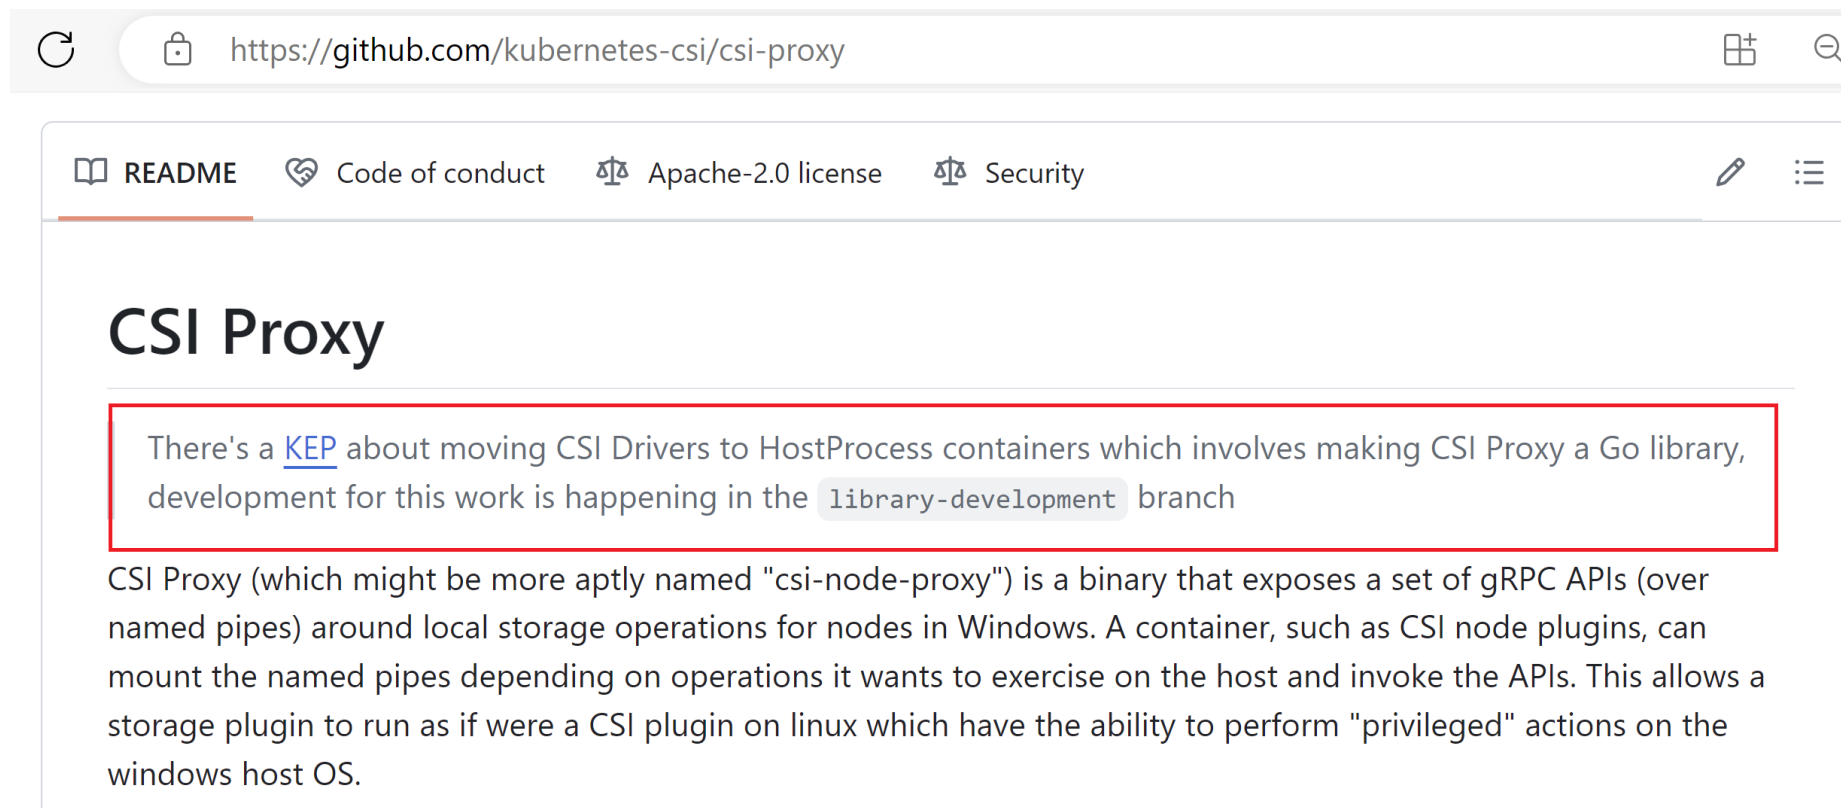 https://github.com/kubernetes-csi/csi-proxy
README Code of conduct Apache-2.0 license Security
CSI Proxy
There's a KEP about moving CSI Drivers to HostProcess containers which involves making CSI Proxy a Go library,
development for this work is happening in the library-development branch
CSI Proxy (which might be more aptly named "csi-node-proxy") is a binary that exposes a set of gRPC APIs (over
named pipes) around local storage operations for nodes in Windows. A container, such as CSI node plugins, can
mount the named pipes depending on operations it wants to exercise on the host and invoke the APIs. This allows a
storage plugin to run as if were a CSI plugin on linux which have the ability to perform "privileged" actions on the
windows host OS.